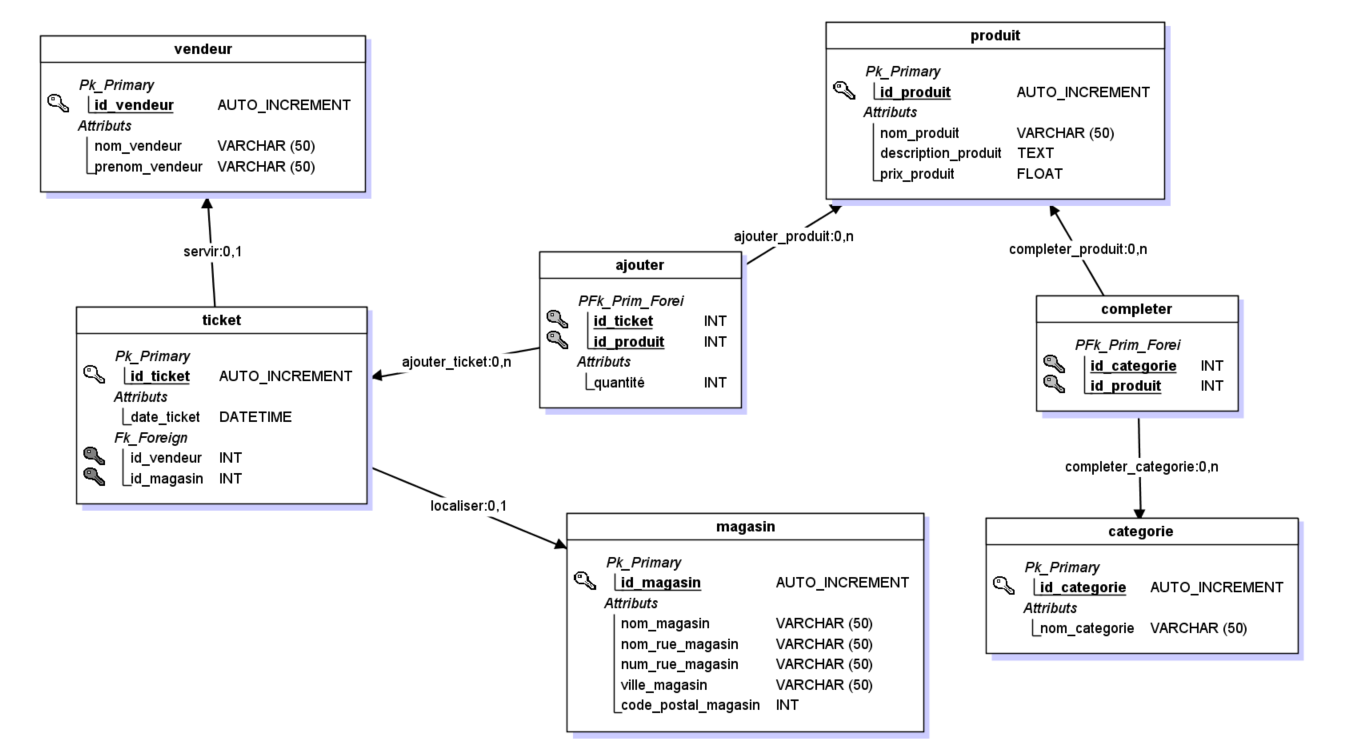 vendeur
Pk_Primary
id_vendeur AUTO_INCREMENT
Attributs
nom_vendeur VARCHAR (50)
prenom_vendeur VARCHAR (50)
produit
Pk_Primary
id_produit AUTO_INCREMENT
Attributs
nom_produit VARCHAR (50)
description_produit TEXT
prix_produit FLOAT
servir:0,1
ajouter_produit:0,n
completer_produit:0,n
ajouter
PFk_Prim_Forei
id_ticket INT
id_produit INT
Attributs
quantité INT
ticket
Pk_Primary
id_ticket AUTO_INCREMENT
Attributs
date_ticket DATETIME
Fk_Foreign
id_vendeur INT
id_magasin INT
ajouter_ticket:0,n
completer
PFk_Prim_Forei
id_categorie INT
id_produit INT
completer_categorie:0,n
localiser:0,1
magasin
Pk_Primary
id_magasin AUTO_INCREMENT
Attributs
nom_magasin VARCHAR (50)
nom_rue_magasin VARCHAR (50)
num_rue_magasin VARCHAR (50)
ville_magasin VARCHAR (50)
code_postal_magasin INT
categorie
Pk_Primary
id_categorie AUTO_INCREMENT
Attributs
nom_categorie VARCHAR (50)